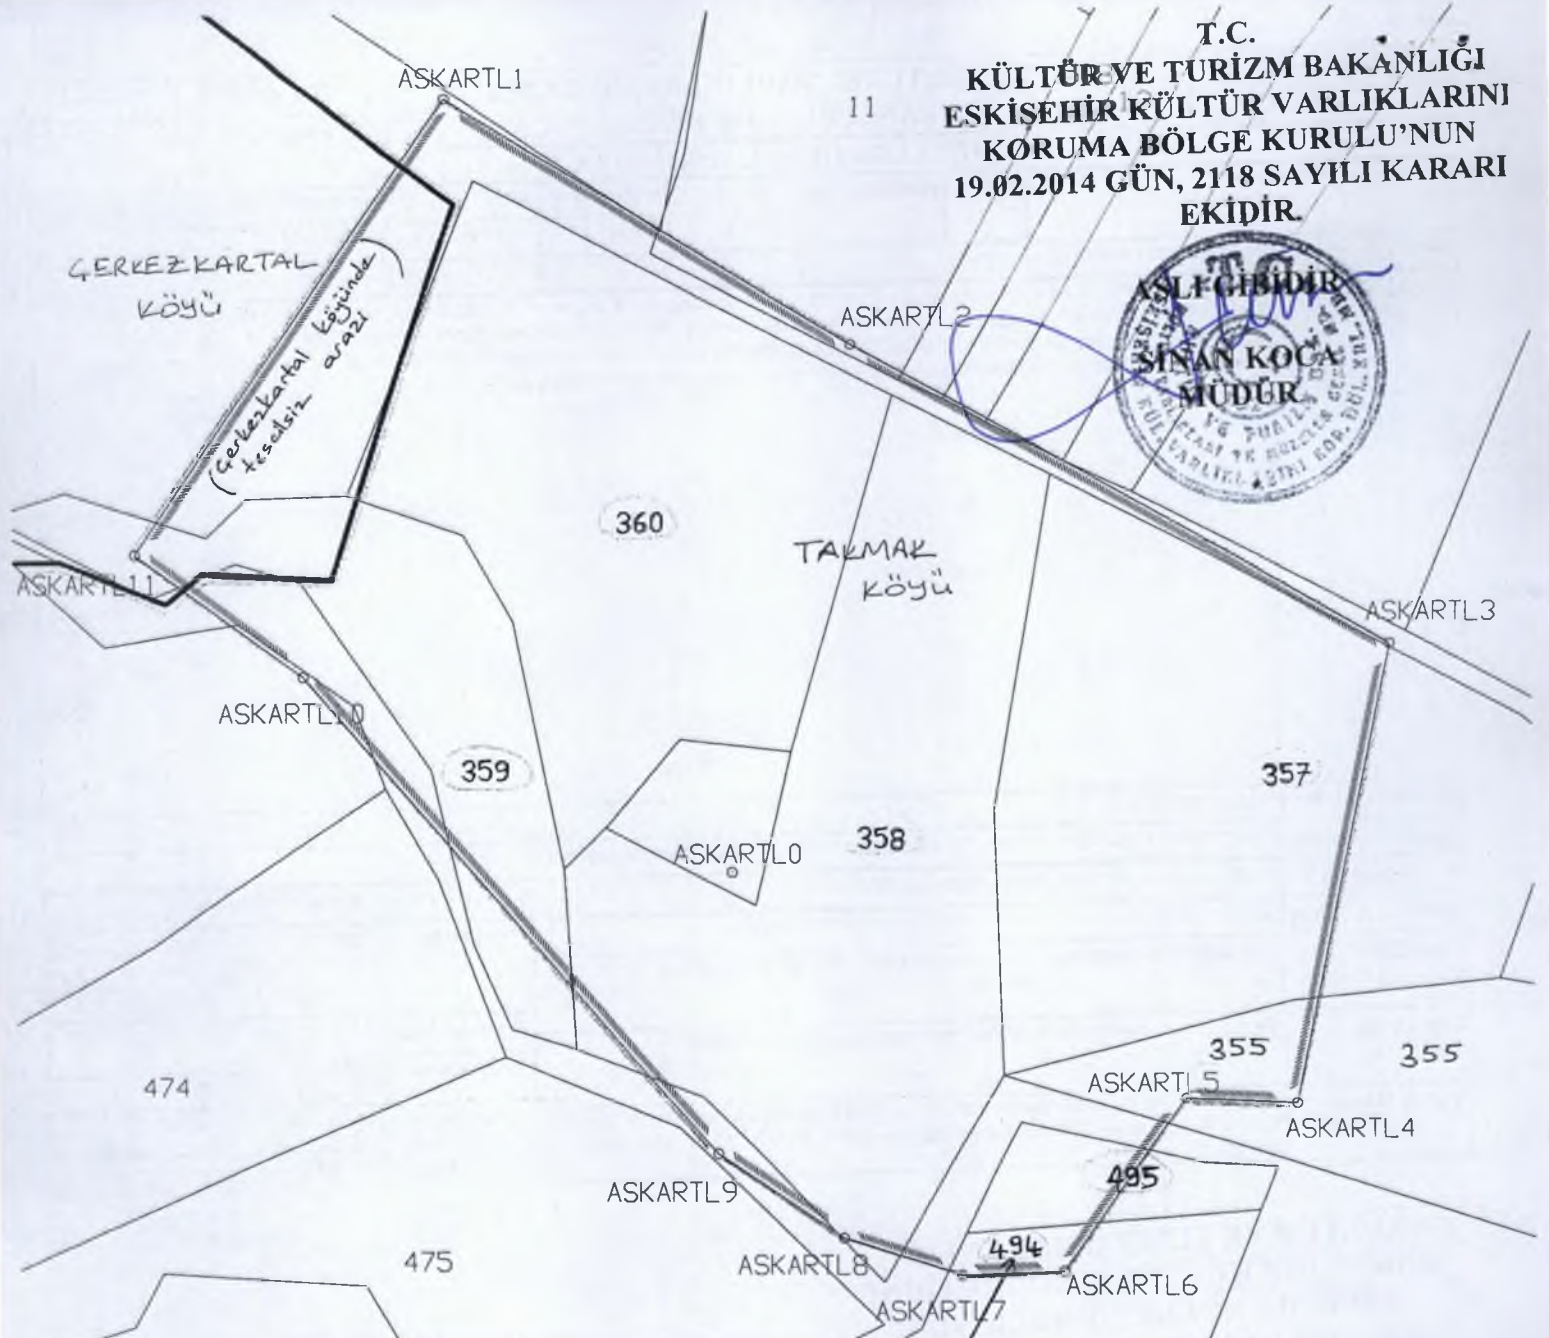 T.C.
KÜLTÜR VE TURİZM BAKANLIĞI
ESKİŞEHİR KÜLTÜR VARLIKLARINI
KORUMA BÖLGE KURULU'NUN
19.02.2014 GÜN, 2118 SAYILI KARARI
EKİDİR.
ASLI GİBİDİR
SİNAN KOCA
MÜDÜR
ASKARTL1
11
ÇERKEZKARTAL
KÖYÜ
(Çerkezkartal köyünde
tescilsiz arazi)
ASKARTL2
360
TAKMAK
KÖYÜ
ASKARTL11
ASKARTL3
ASKARTL10
359
357
358
ASKARTL0
355
355
474
ASKARTL5
ASKARTL4
495
ASKARTL9
494
475
ASKARTL8
ASKARTL6
ASKARTL7